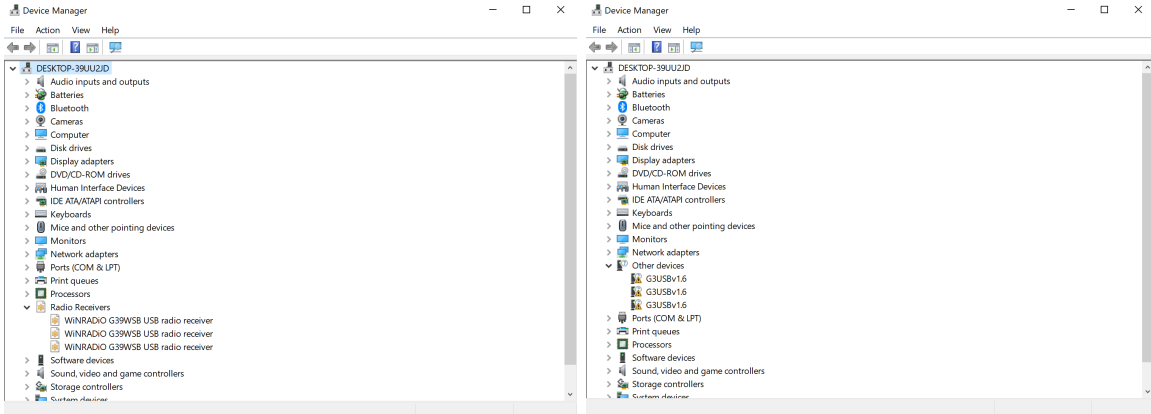 Device Manager
File Action View Help
DESKTOP-39UU2JD
Audio inputs and outputs
Batteries
Bluetooth
Cameras
Computer
Disk drives
Display adapters
DVD/CD-ROM drives
Human Interface Devices
IDE ATA/ATAPI controllers
Keyboards
Mice and other pointing devices
Monitors
Network adapters
Ports (COM & LPT)
Print queues
Processors
Radio Receivers
WiNRADiO G39WSB USB radio receiver
WiNRADiO G39WSB USB radio receiver
WiNRADiO G39WSB USB radio receiver
Software devices
Sound, video and game controllers
Storage controllers
System devices
Device Manager
File Action View Help
DESKTOP-39UU2JD
Audio inputs and outputs
Batteries
Bluetooth
Cameras
Computer
Disk drives
Display adapters
DVD/CD-ROM drives
Human Interface Devices
IDE ATA/ATAPI controllers
Keyboards
Mice and other pointing devices
Monitors
Network adapters
Other devices
G3USBv1.6
G3USBv1.6
G3USBv1.6
Ports (COM & LPT)
Print queues
Processors
Software devices
Sound, video and game controllers
Storage controllers
System devices